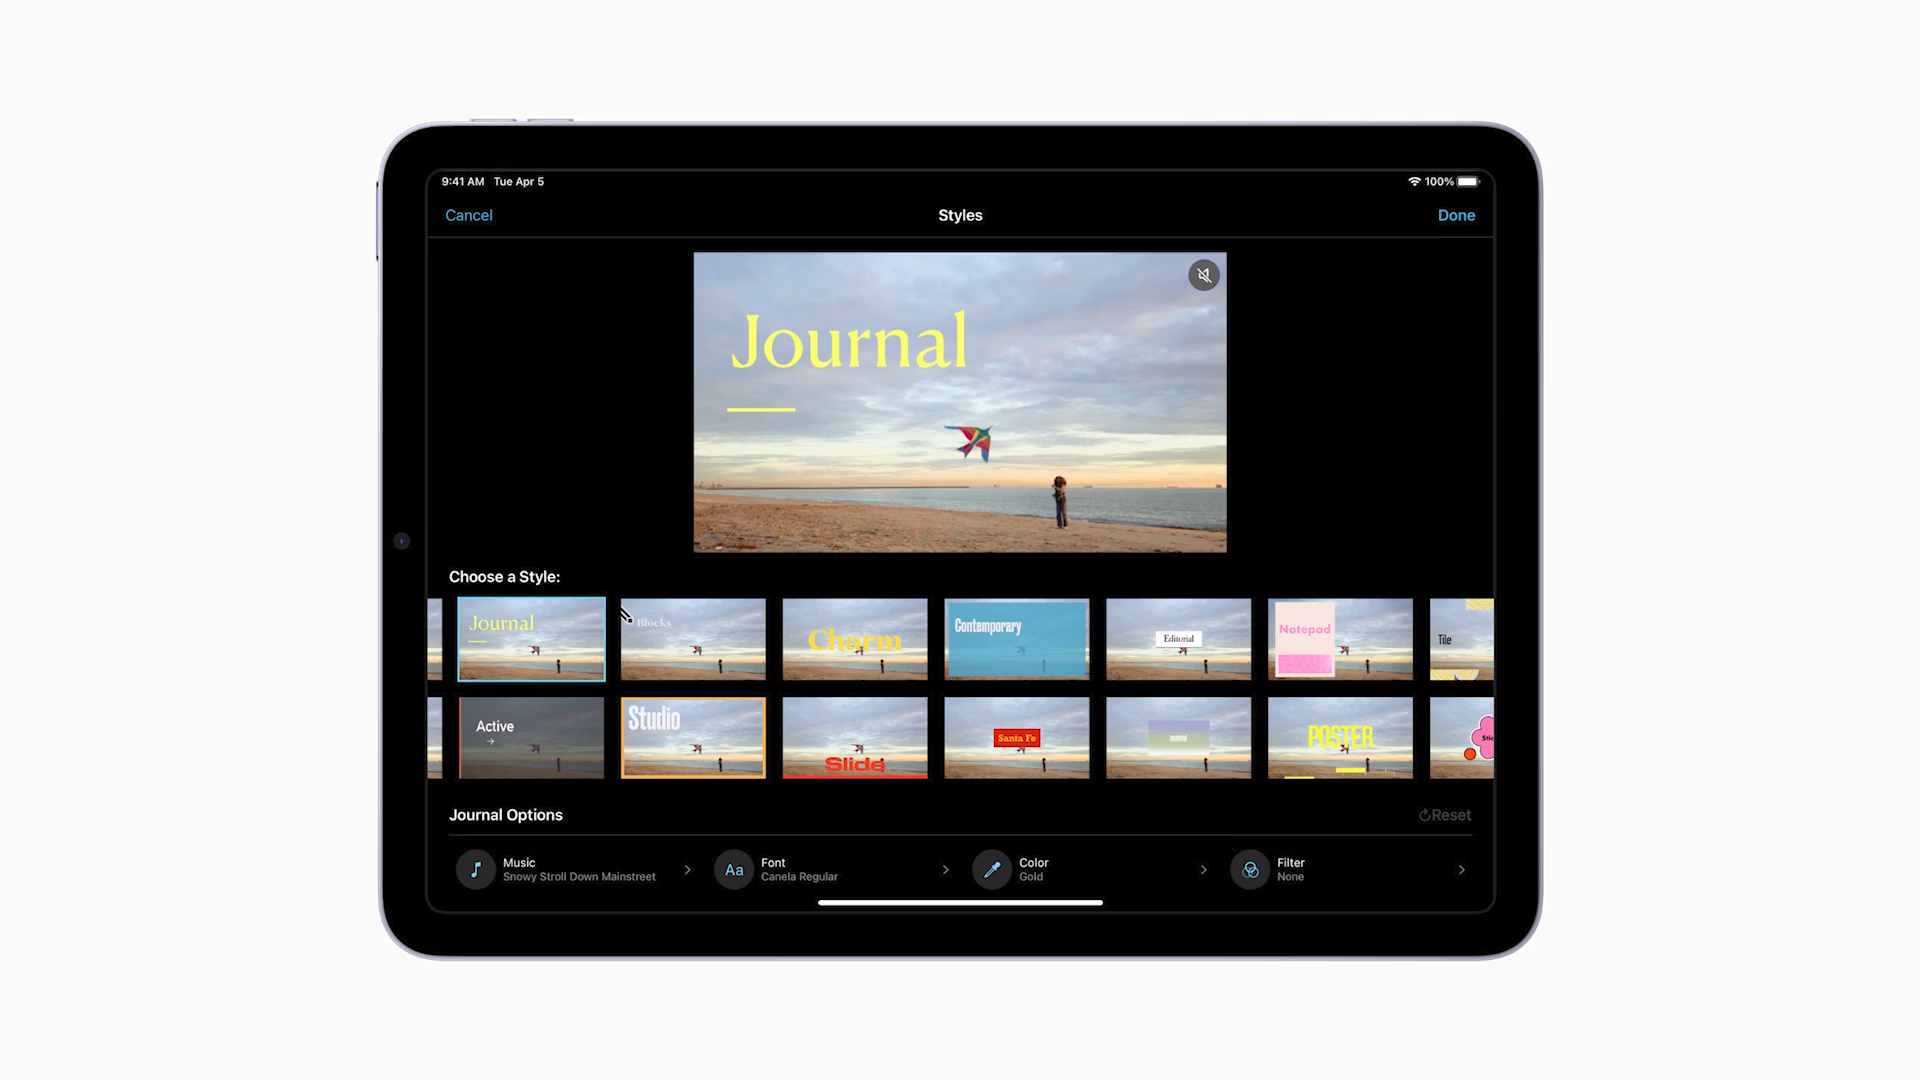 9:41 AM Tue Apr 5
100%
Cancel
Styles
Done
Journal
Choose a Style:
Journal
Blocks
Charm
Contemporary
Editorial
Notepad
Tile
Active
Studio
Slide
Santa Fe
POSTER
Journal Options
Reset
Music
Snowy Stroll Down Mainstreet
Aa
Font
Canela Regular
Color
Gold
Filter
None